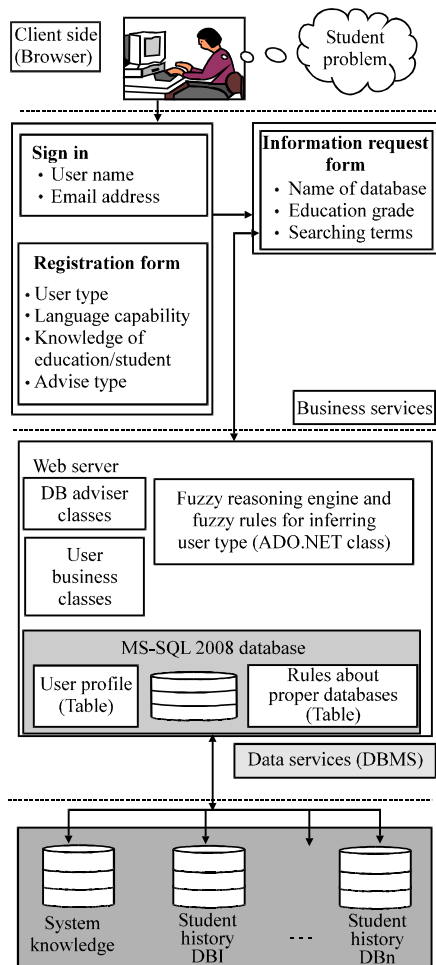 Client side
(Browser)
Student
problem
Sign in
• User name
• Email address
Information request
form
• Name of database
• Education grade
• Searching terms
Registration form
• User type
• Language capability
• Knowledge of
education/student
• Advise type
Business services
Web server
DB adviser
classes
Fuzzy reasoning engine and
fuzzy rules for inferring
user type (ADO.NET class)
User
business
classes
MS-SQL 2008 database
User profile
(Table)
Rules about
proper databases
(Table)
Data services (DBMS)
System
knowledge
Student
history
DBI
Student
history
DBn